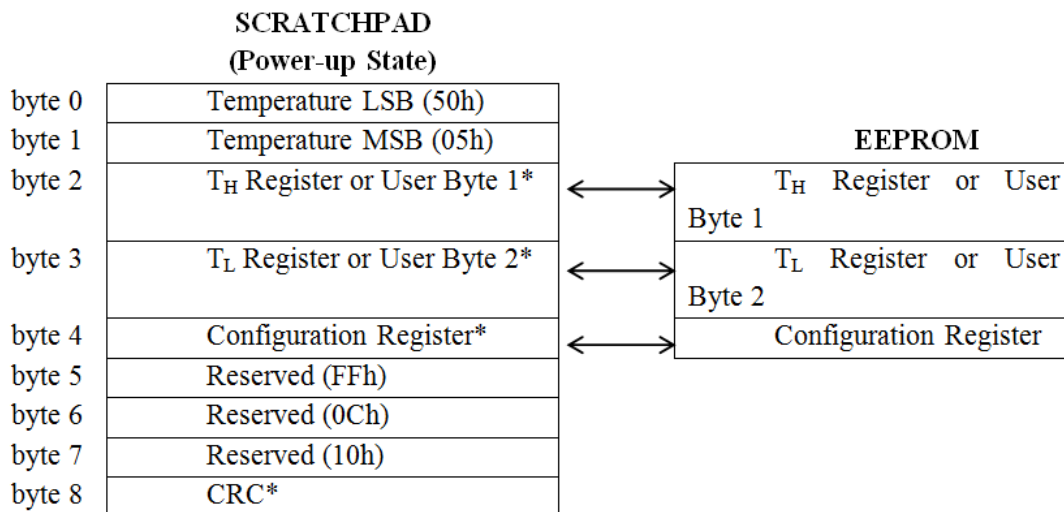 SCRATCHPAD
(Power-up State)
byte 0 Temperature LSB (50h)
byte 1 Temperature MSB (05h)
EEPROM
byte 2 TH Register or User Byte 1*
TH Register or User
Byte 1
byte 3 TL Register or User Byte 2*
TL Register or User
Byte 2
byte 4 Configuration Register*
Configuration Register
byte 5 Reserved (FFh)
byte 6 Reserved (0Ch)
byte 7 Reserved (10h)
byte 8 CRC*